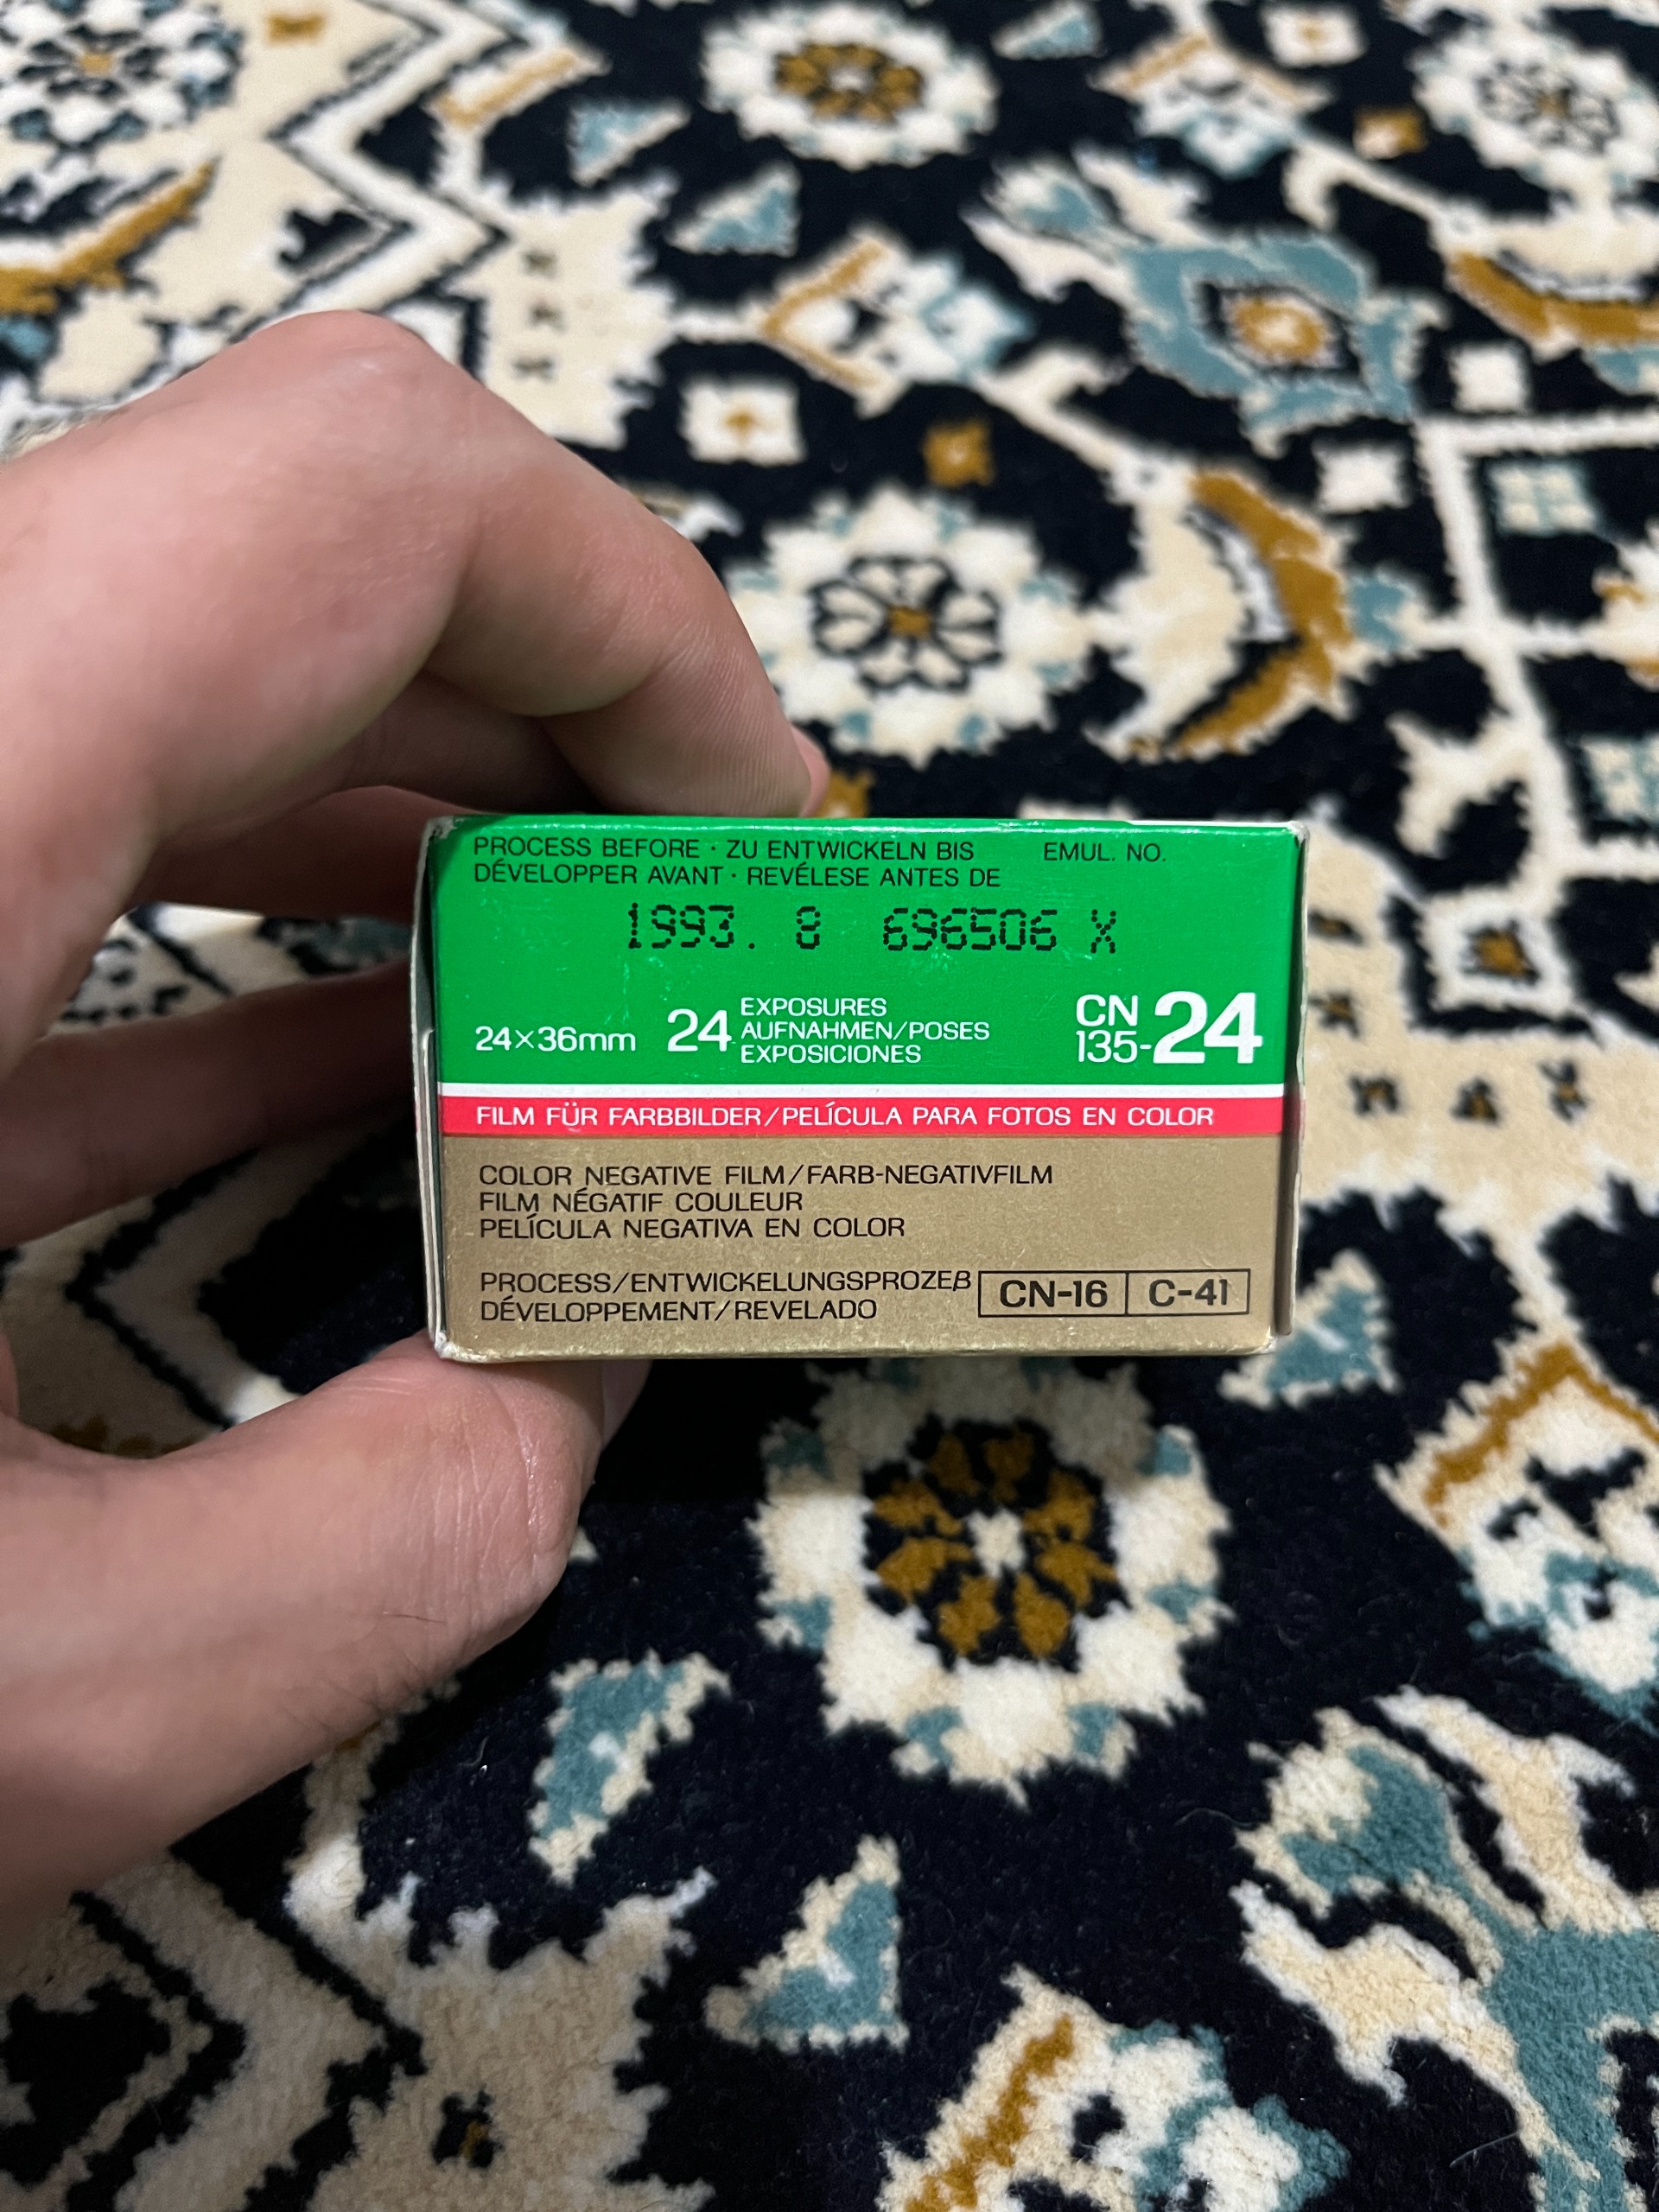 PROCESS BEFORE · ZU ENTWICKELN BIS EMUL. NO.
DÉVELOPPER AVANT · REVÉLESE ANTES DE
1993. 8 696506 X
24×36mm 24 EXPOSURES
AUFNAHMEN/POSES
EXPOSICIONES
CN
135-24
FILM FÜR FARBBILDER/PELÍCULA PARA FOTOS EN COLOR
COLOR NEGATIVE FILM/FARB-NEGATIVFILM
FILM NÉGATIF COULEUR
PELÍCULA NEGATIVA EN COLOR
PROCESS/ENTWICKELUNGSPROZEß CN-16 C-41
DÉVELOPPEMENT/REVELADO